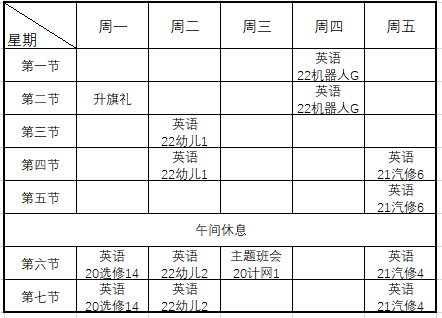 周一 周二 周三 周四 周五
星期
第一节 英语
22机器人G
第二节 升旗礼 英语
22机器人G
第三节 英语
22幼儿1
第四节 英语 英语
22幼儿1 21汽修6
第五节 英语
21汽修6
午间休息
第六节 英语 英语 主题班会 英语
20选修14 22幼儿2 20计网1 21汽修4
第七节 英语 英语 英语
20选修14 22幼儿2 21汽修4